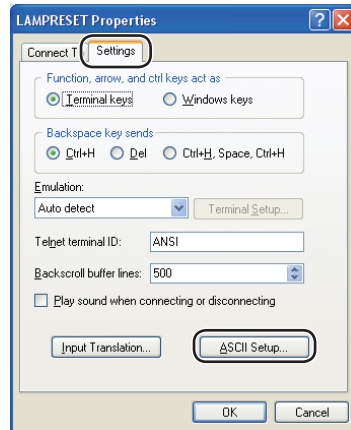 LAMPRESET Properties
Connect T Settings
Function, arrow, and ctrl keys act as
Terminal keys Windows keys
Backspace key sends
Ctrl+H Del Ctrl+H, Space, Ctrl+H
Emulation:
Auto detect Terminal Setup...
Telnet terminal ID: ANSI
Backscroll buffer lines: 500
Play sound when connecting or disconnecting
Input Translation... ASCII Setup...
OK Cancel